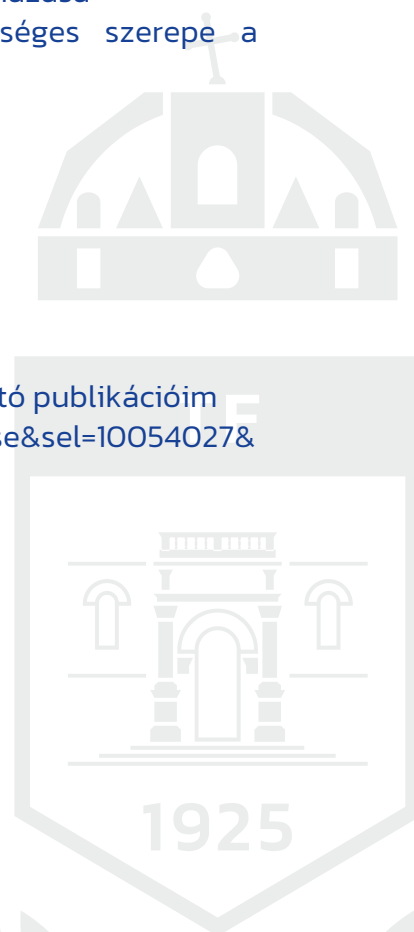 séges szerepe a
tó publikációim
se&sel=10054027&
1925